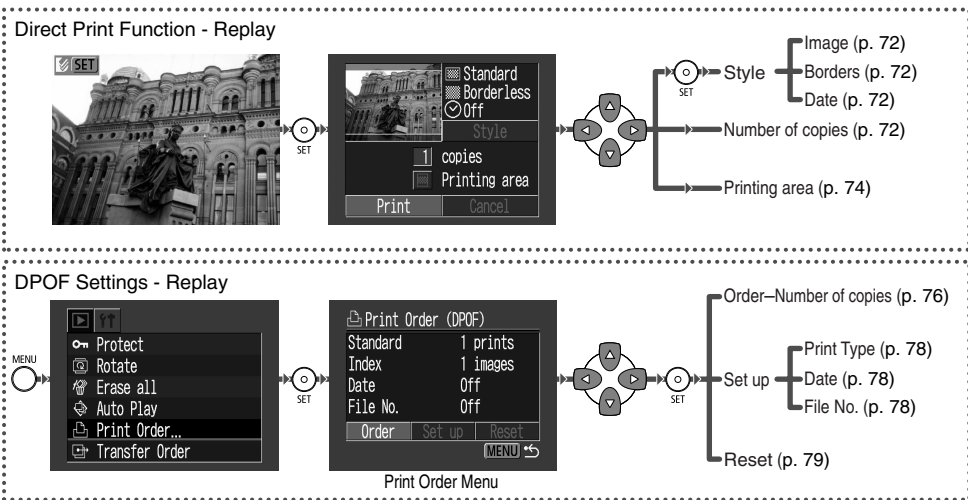 Direct Print Function - Replay
SET
SET
Standard
Borderless
Off
Style
1 copies
Printing area
Print Cancel
SET
Style
Image (p. 72)
Borders (p. 72)
Date (p. 72)
Number of copies (p. 72)
Printing area (p. 74)
DPOF Settings - Replay
MENU
Protect
Rotate
Erase all
Auto Play
Print Order...
Transfer Order
SET
Print Order (DPOF)
Standard 1 prints
Index 1 images
Date Off
File No. Off
Order Set up Reset
MENU
Print Order Menu
SET
Order–Number of copies (p. 76)
Set up
Print Type (p. 78)
Date (p. 78)
File No. (p. 78)
Reset (p. 79)